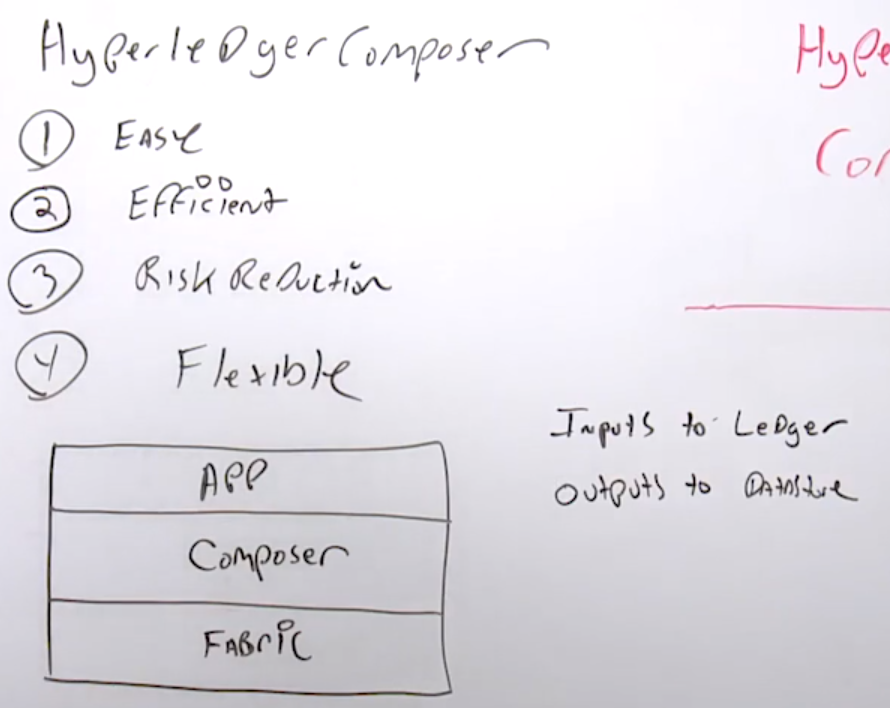 Hyperledger Composer
1 Easy
2 Efficient
3 Risk Reduction
4 Flexible
App
Composer
Fabric
Hype
Con
Inputs to Ledger
Outputs to Datastore